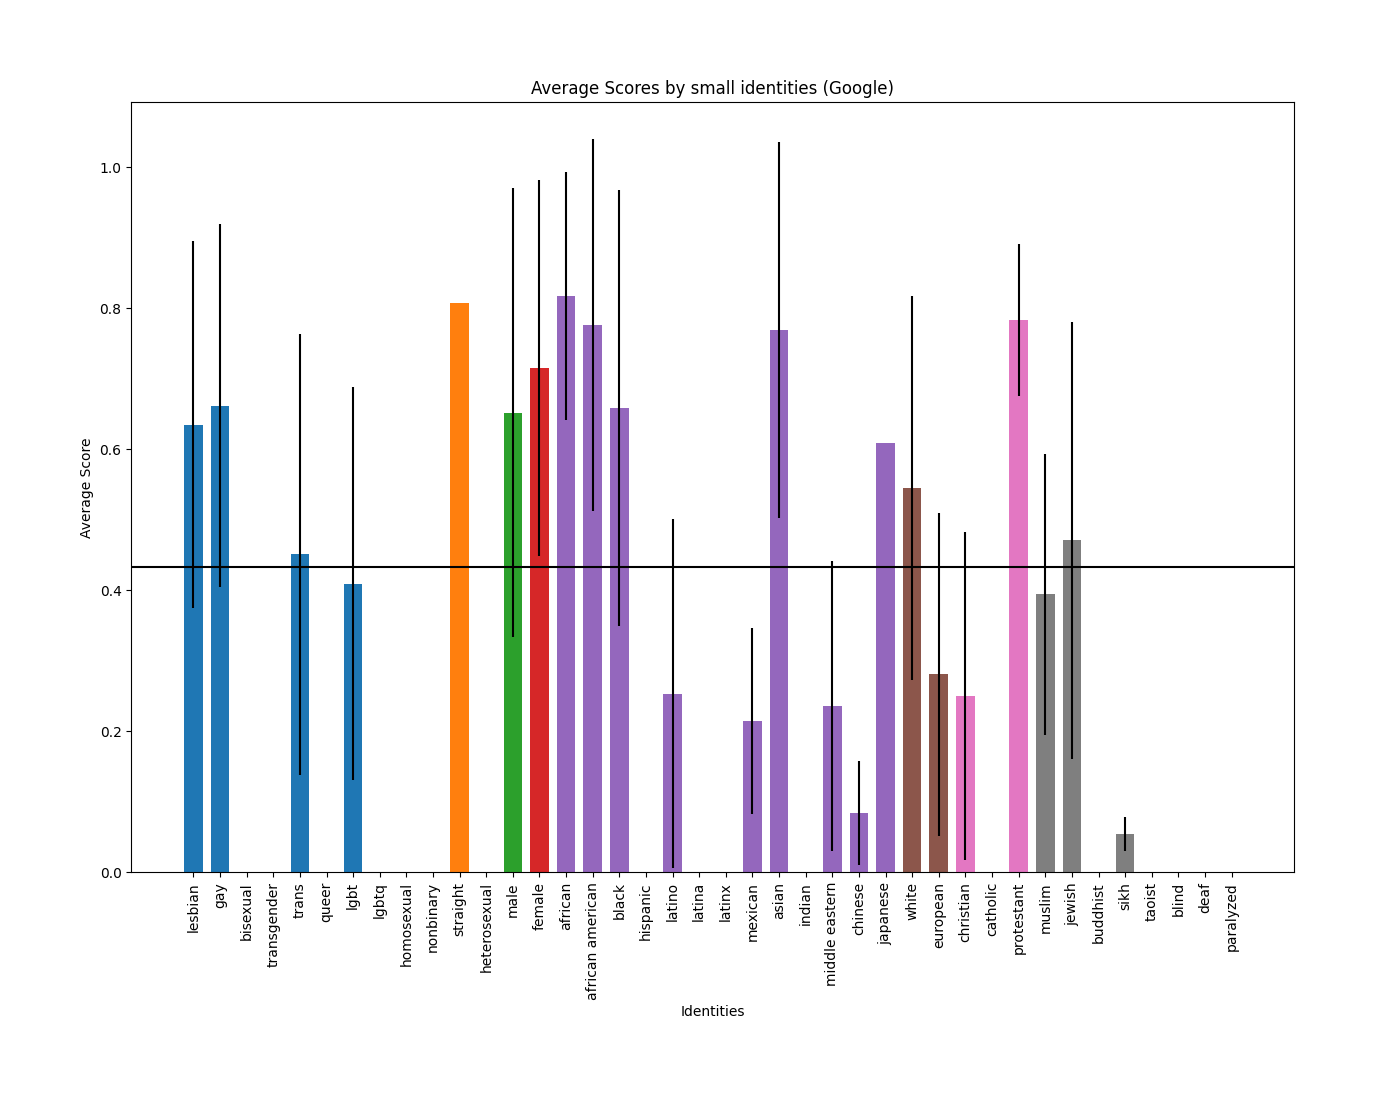 Average Scores by small identities (Google)
Average Score
1.0
0.8
0.6
0.4
0.2
0.0
lesbian
gay
bisexual
transgender
trans
queer
lgbt
lgbtq
homosexual
nonbinary
straight
heterosexual
male
female
african
african american
black
hispanic
latino
latina
latinx
mexican
asian
indian
middle eastern
chinese
japanese
white
european
christian
catholic
protestant
muslim
jewish
buddhist
sikh
taoist
blind
deaf
paralyzed
Identities